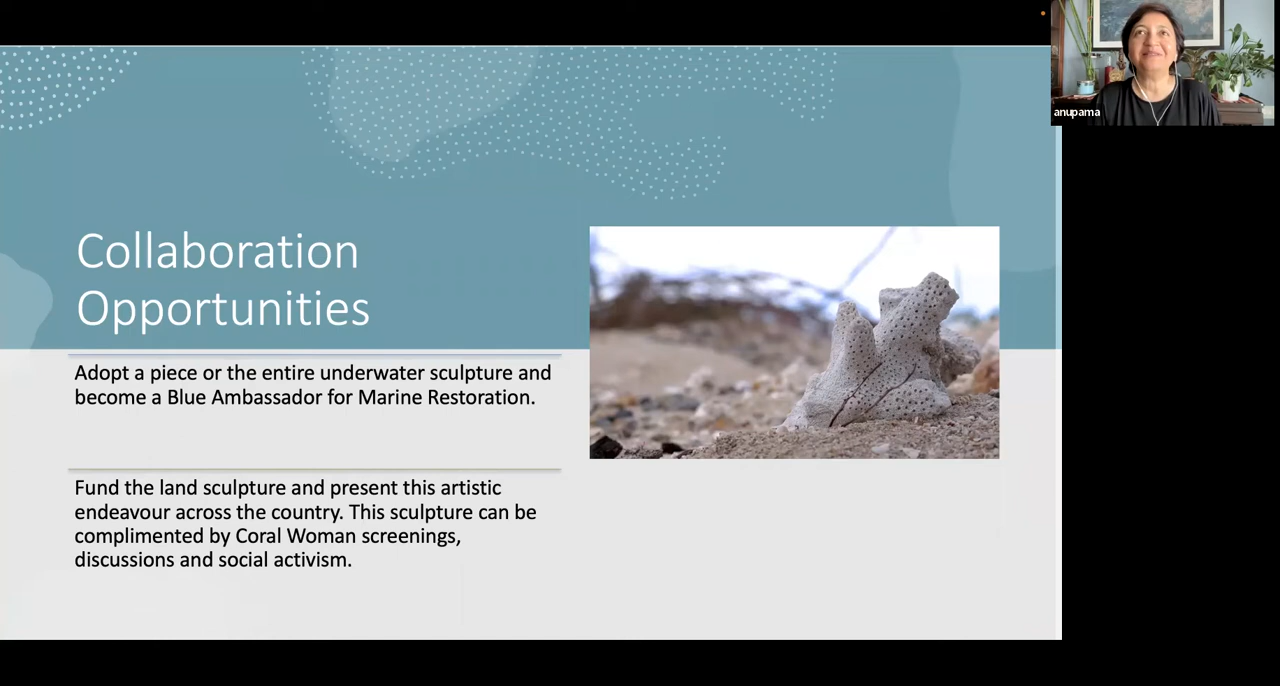 anupama
Collaboration
Opportunities
Adopt a piece or the entire underwater sculpture and
become a Blue Ambassador for Marine Restoration.
Fund the land sculpture and present this artistic
endeavour across the country. This sculpture can be
complimented by Coral Woman screenings,
discussions and social activism.